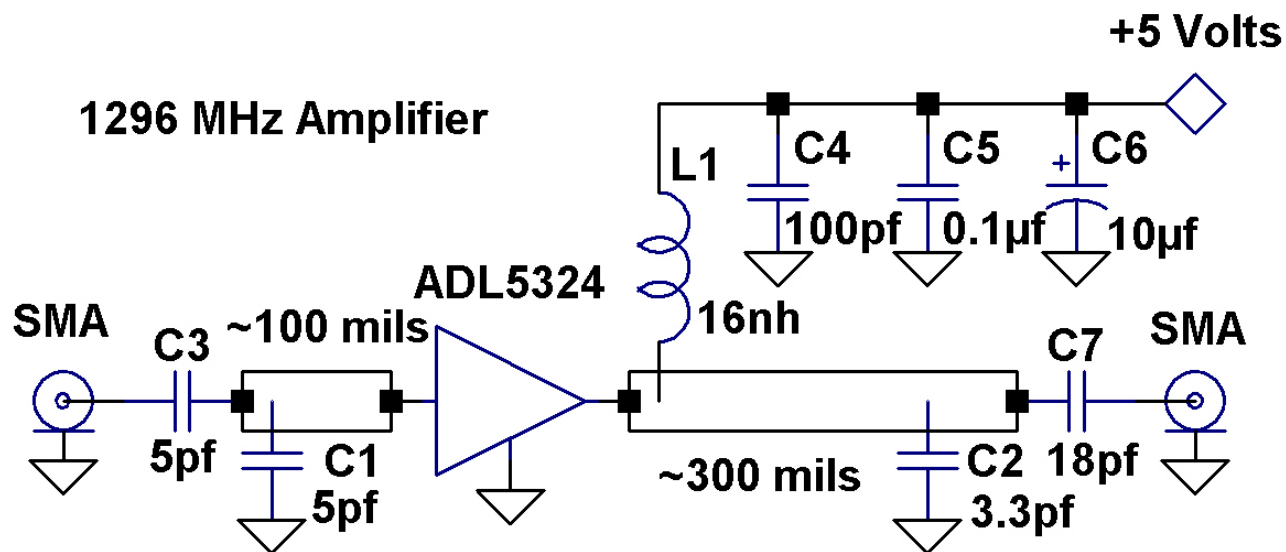 +5 Volts
1296 MHz Amplifier
C4
C5
+
C6
L1
100pf
0.1µf
10µf
ADL5324
16nh
SMA
C3
~100 mils
C7
SMA
5pf
C1
5pf
~300 mils
C2
3.3pf
18pf